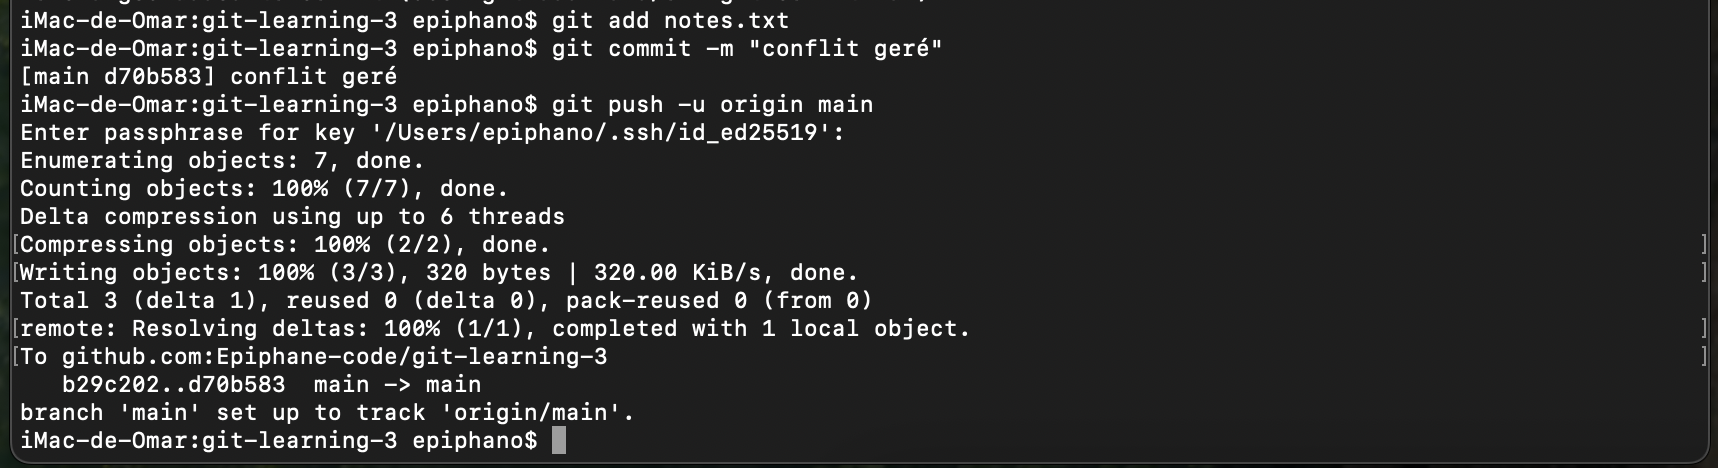 iMac-de-Omar:git-learning-3 epiphano$ git add notes.txt
iMac-de-Omar:git-learning-3 epiphano$ git commit -m "conflit geré"
[main d70b583] conflit geré
iMac-de-Omar:git-learning-3 epiphano$ git push -u origin main
Enter passphrase for key '/Users/epiphano/.ssh/id_ed25519':
Enumerating objects: 7, done.
Counting objects: 100% (7/7), done.
Delta compression using up to 6 threads
[Compressing objects: 100% (2/2), done. ]
[Writing objects: 100% (3/3), 320 bytes | 320.00 KiB/s, done. ]
Total 3 (delta 1), reused 0 (delta 0), pack-reused 0 (from 0)
[remote: Resolving deltas: 100% (1/1), completed with 1 local object. ]
[To github.com:Epiphane-code/git-learning-3 ]
b29c202..d70b583  main -> main
branch 'main' set up to track 'origin/main'.
iMac-de-Omar:git-learning-3 epiphano$